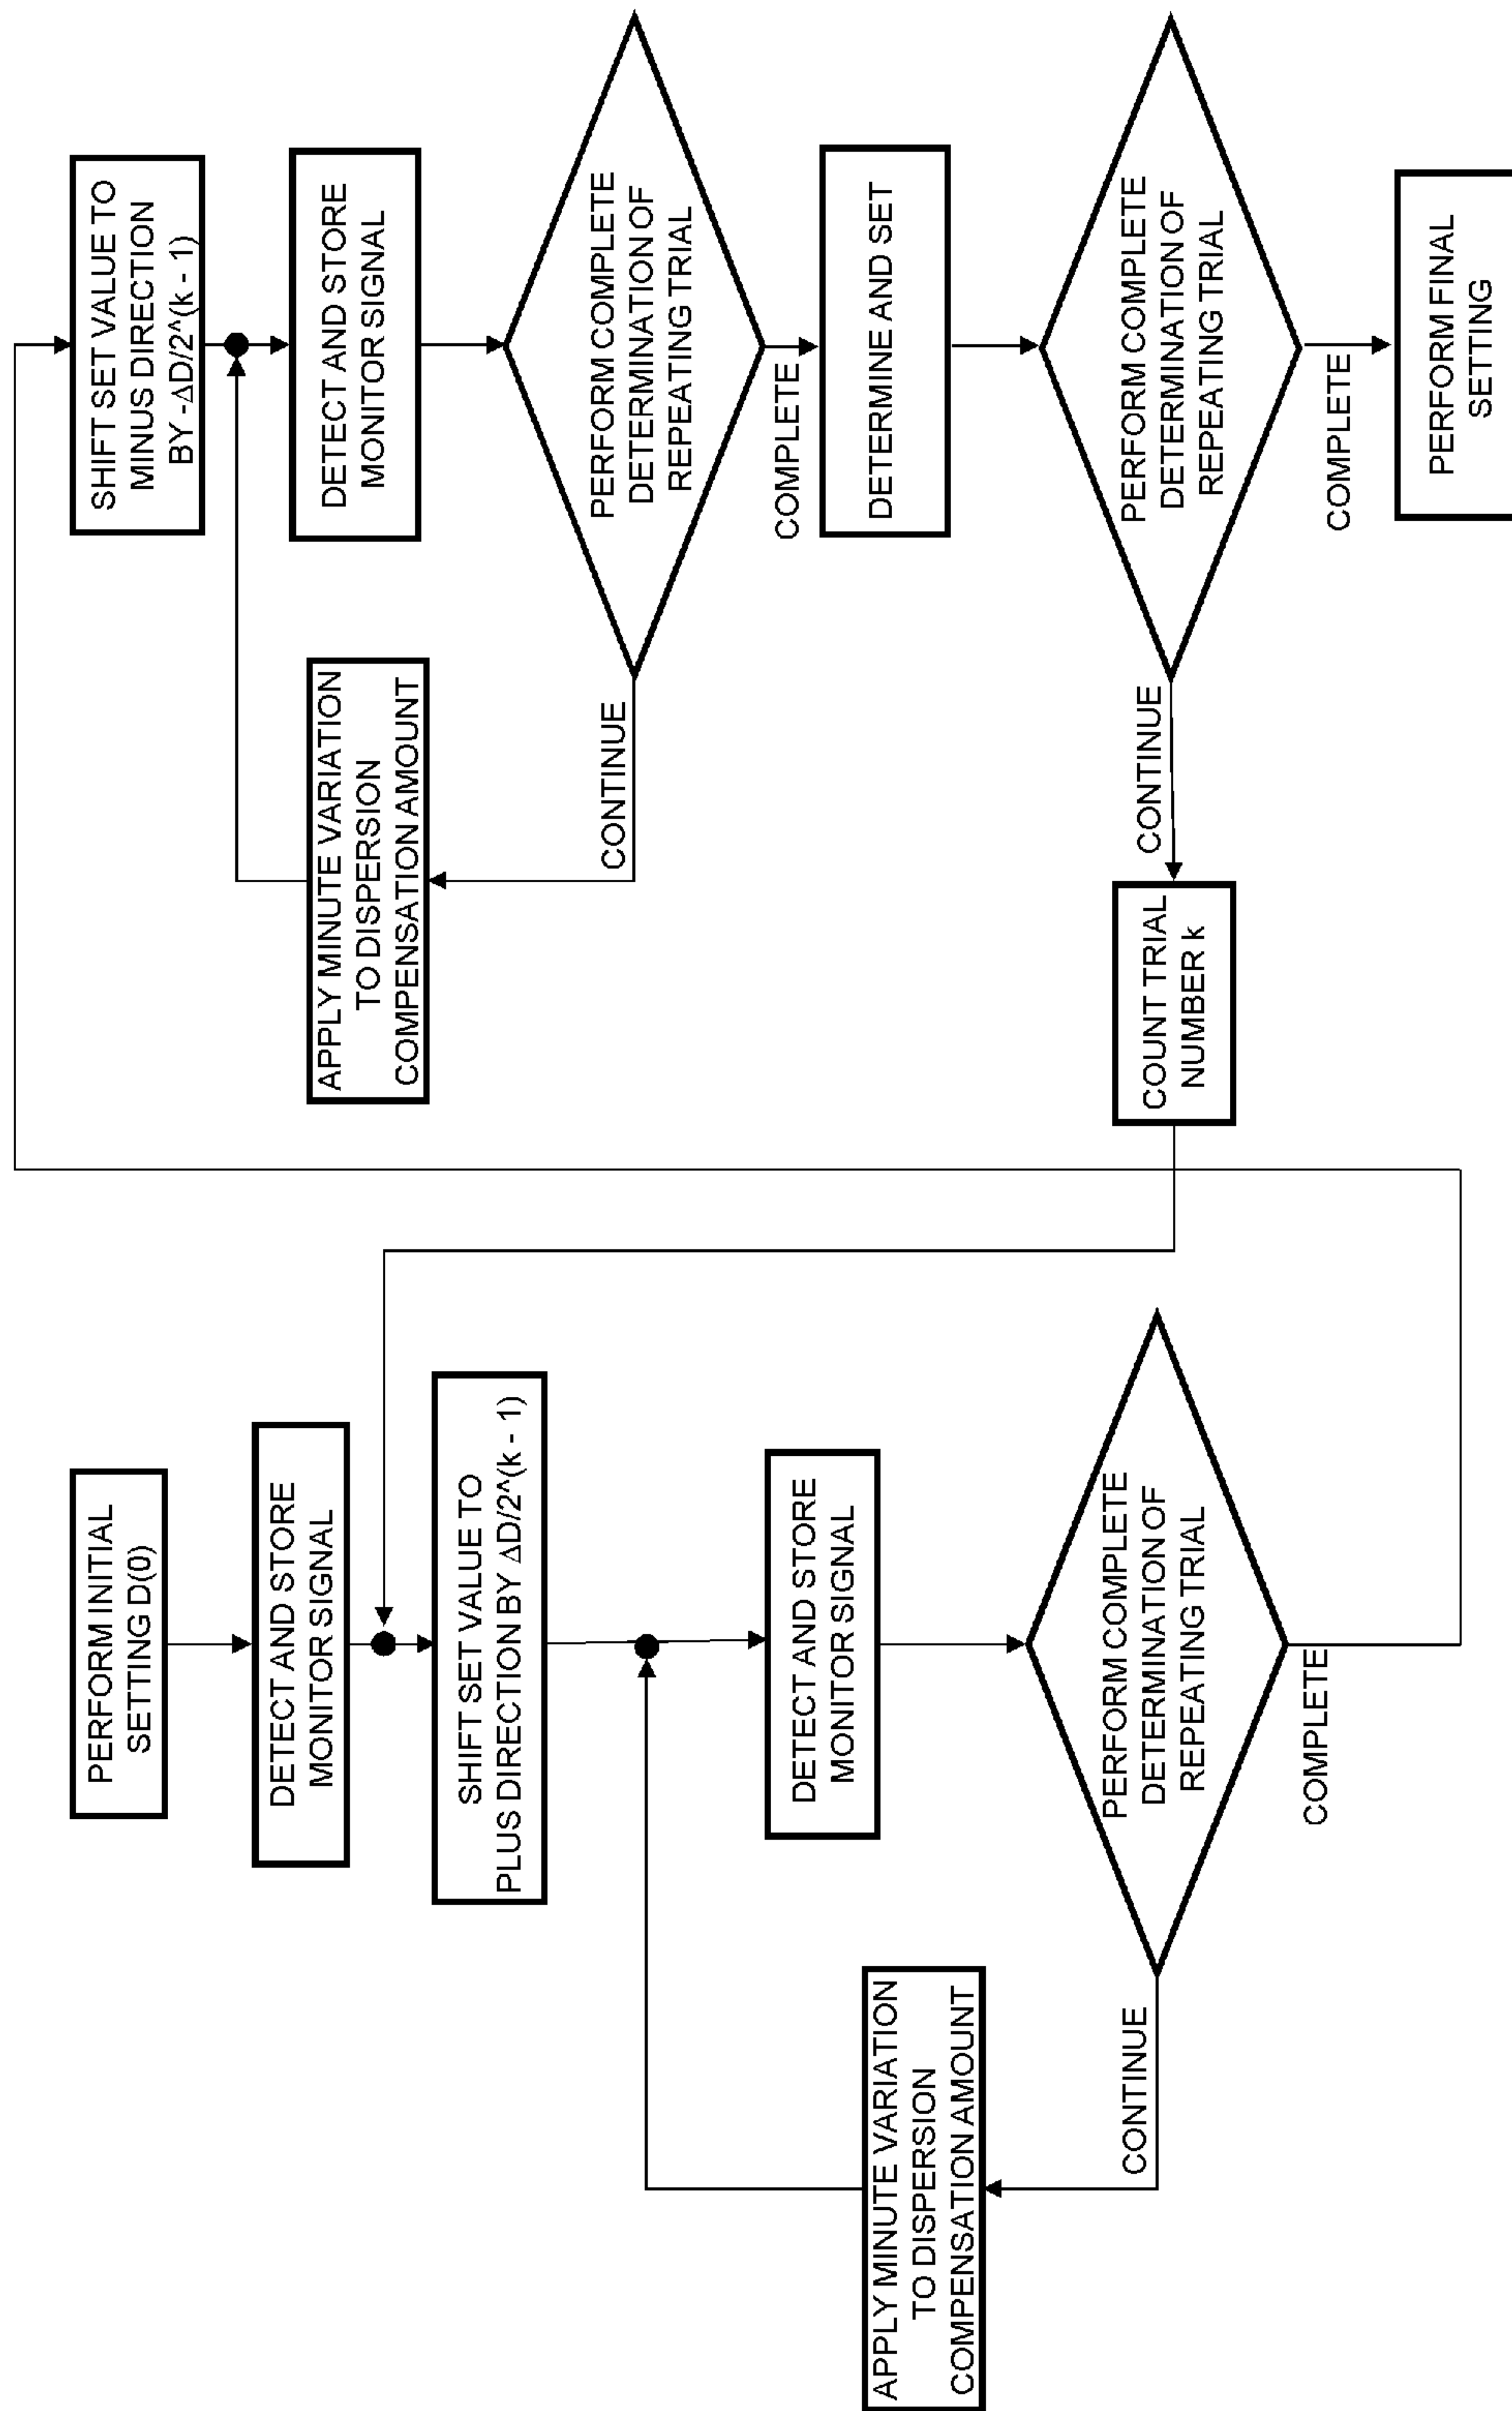 PERFORM INITIAL
SETTING D(0)
DETECT AND STORE
MONITOR SIGNAL
SHIFT SET VALUE TO
PLUS DIRECTION BY ΔD/2^(k - 1)
DETECT AND STORE
MONITOR SIGNAL
PERFORM COMPLETE
DETERMINATION OF
REPEATING TRIAL
CONTINUE
APPLY MINUTE VARIATION
TO DISPERSION
COMPENSATION AMOUNT
COMPLETE
SHIFT SET VALUE TO
MINUS DIRECTION
BY -ΔD/2^(k - 1)
DETECT AND STORE
MONITOR SIGNAL
PERFORM COMPLETE
DETERMINATION OF
REPEATING TRIAL
CONTINUE
APPLY MINUTE VARIATION
TO DISPERSION
COMPENSATION AMOUNT
COMPLETE
DETERMINE AND SET
PERFORM COMPLETE
DETERMINATION OF
REPEATING TRIAL
CONTINUE
COUNT TRIAL
NUMBER k
COMPLETE
PERFORM FINAL
SETTING